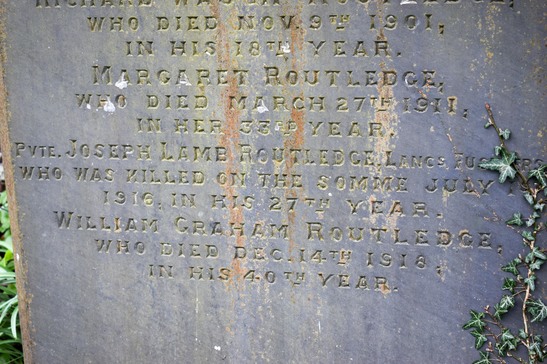 RICHARD ROUTLEDGE,
WHO DIED NOV. 9TH 1901,
IN HIS 18TH YEAR.
MARGARET ROUTLEDGE,
WHO DIED MARCH 27TH 1911,
IN HER 33RD YEAR.
PVTE. JOSEPH LAMB ROUTLEDGE, LANCS. FUSILIERS
WHO WAS KILLED ON THE SOMME JULY
1916, IN HIS 27TH YEAR.
WILLIAM GRAHAM ROUTLEDGE,
WHO DIED DEC. 14TH 1918,
IN HIS 40TH YEAR.